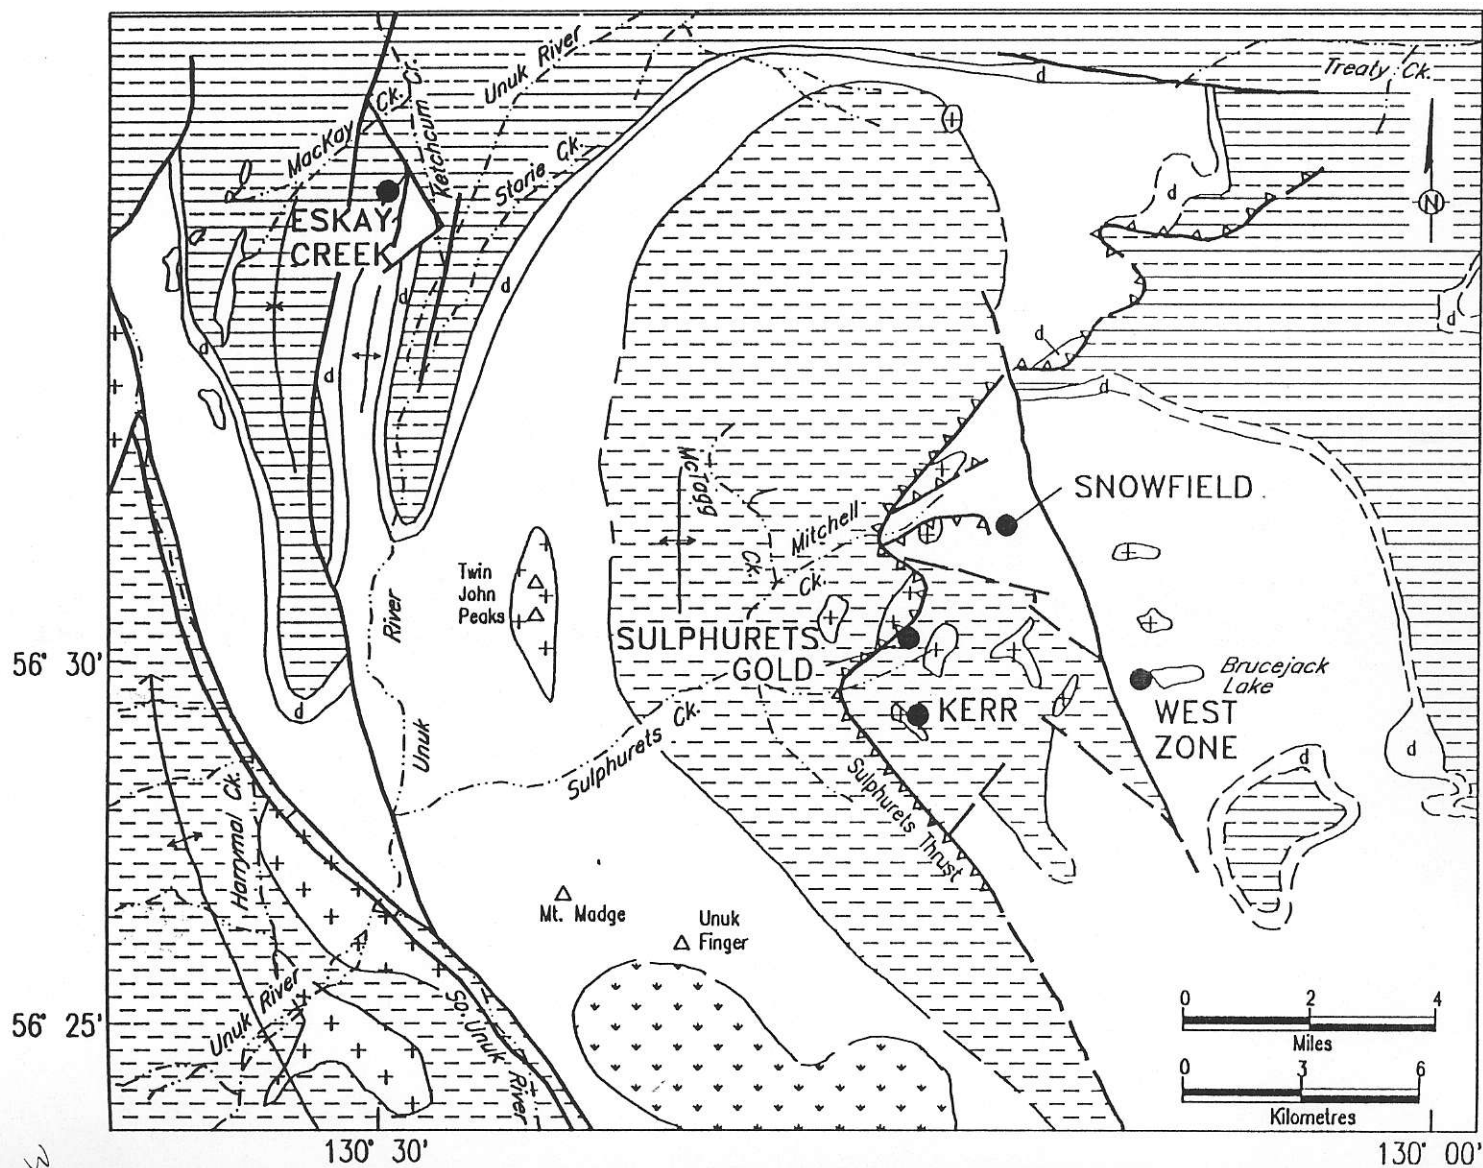 Unuk River
Treaty Ck.
MacKay Ck.
Ketchcum Cr.
Storie Ck.
d
d
N
ESKAY
CREEK
d
d
d
d
d
d
d
McTagg Ck.
Mitchell Ck.
SNOWFIELD
Twin
John
Peaks
Unuk River
SULPHURETS
GOLD
56° 30'
Brucejack
Lake
KERR
WEST
ZONE
d
d
d
Sulphurets Ck.
Sulphurets Thrust
Harrymal Ck.
Mt. Madge
Unuk
Finger
Unuk River
So. Unuk River
56° 25'
0 2 4
Miles
0 3 6
Kilometres
130° 30'
130° 00'